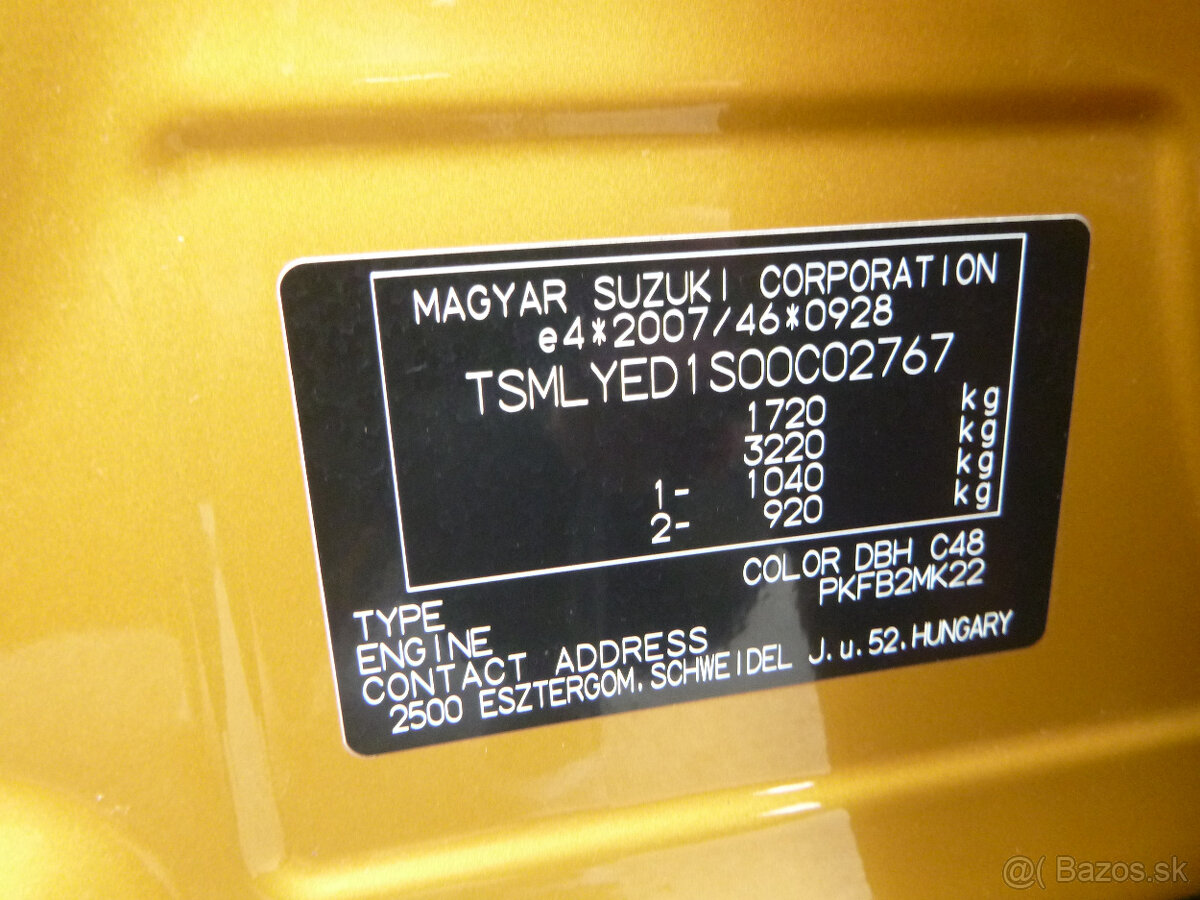 MAGYAR SUZUKI CORPORATION
e4*2007/46*0928
TSMLYED1S00C02767
1720 kg
3220 kg
1- 1040 kg
2- 920 kg
COLOR DBH C48
PKFB2MK22
TYPE
ENGINE
CONTACT ADDRESS
2500 ESZTERGOM, SCHWEIDEL J. u. 52. HUNGARY
@( Bazos.sk